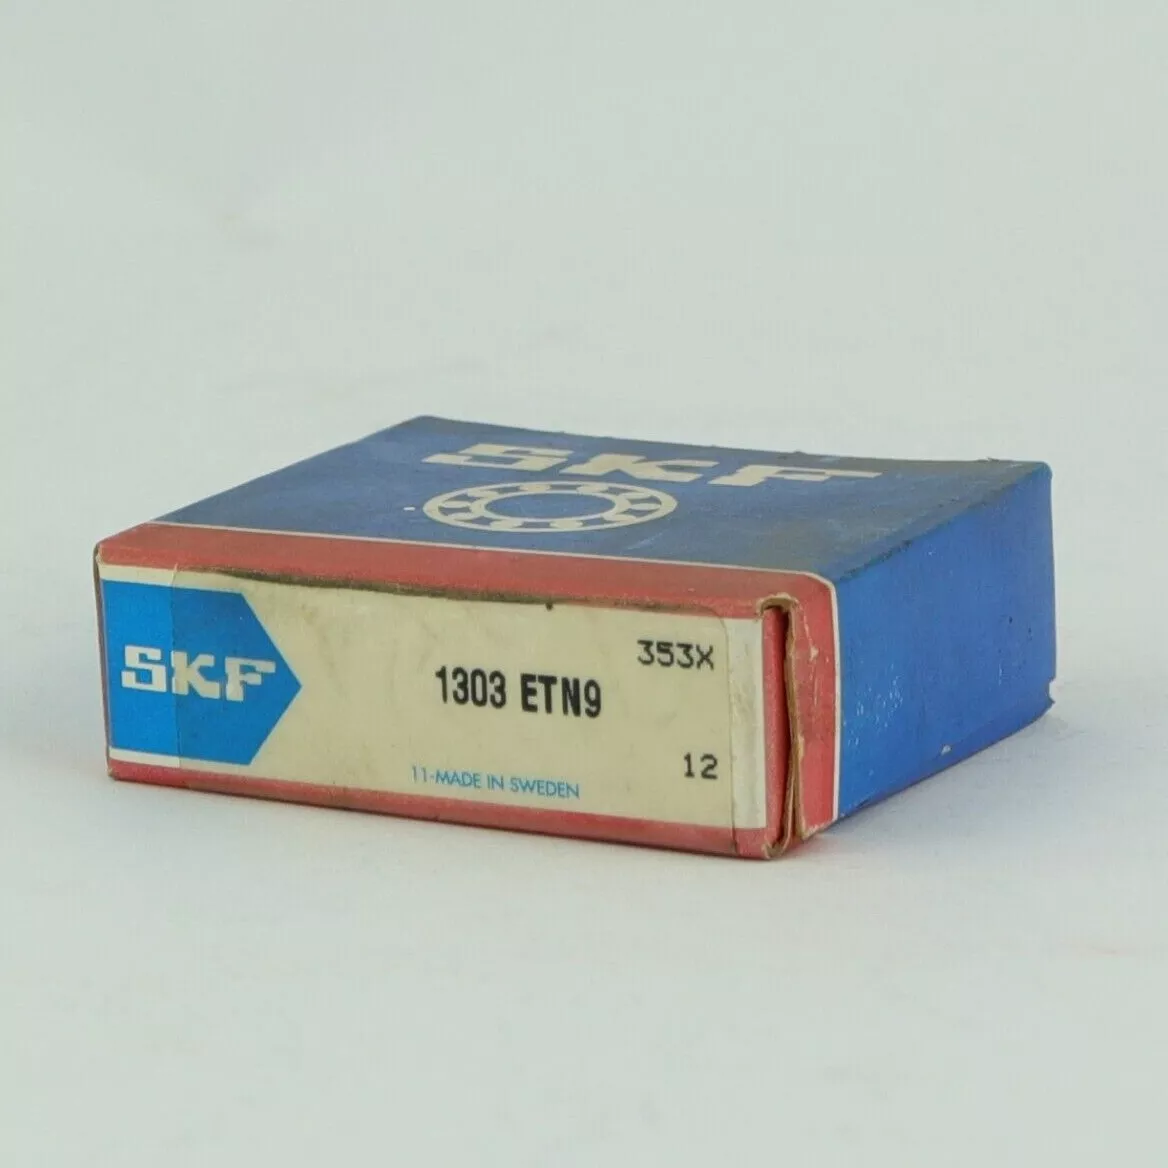 SKF
SKF
353X
1303 ETN9
12
11-MADE IN SWEDEN